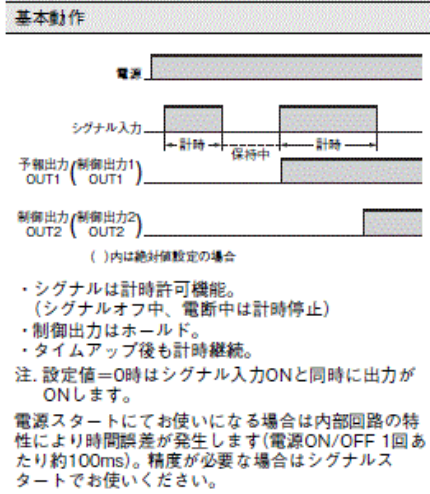 基本動作
電源
シグナル入力
計時
保持中
計時
予報出力(制御出力1)
OUT1 ( OUT1 )
制御出力(制御出力2)
OUT2 ( OUT2 )
( )内は絶対値設定の場合
・シグナルは計時許可機能。
(シグナルオフ中、電断中は計時停止)
・制御出力はホールド。
・タイムアップ後も計時継続。
注. 設定値=0時はシグナル入力ONと同時に出力が
ONします。
電源スタートにてお使いになる場合は内部回路の特
性により時間誤差が発生します(電源ON/OFF 1回あ
たり約100ms)。精度が必要な場合はシグナルス
タートでお使いください。